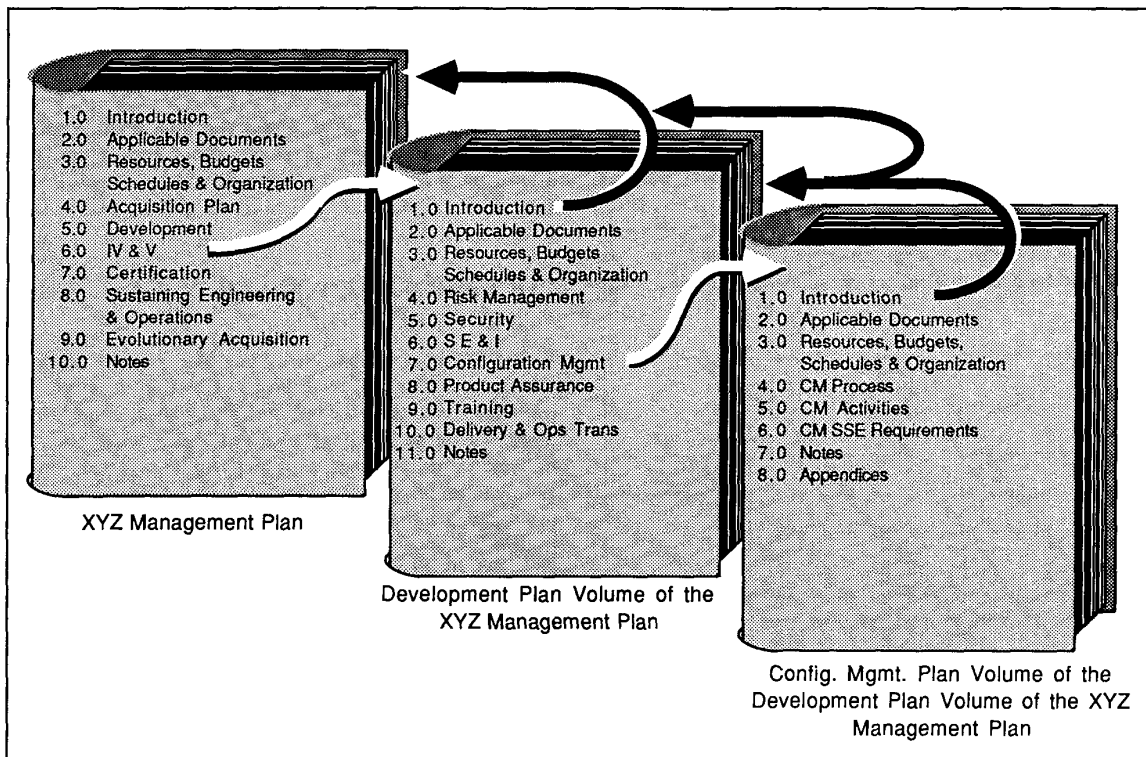 1.0 Introduction
2.0 Applicable Documents
3.0 Resources, Budgets
Schedules & Organization
4.0 Acquisition Plan
5.0 Development
6.0 IV & V
7.0 Certification
8.0 Sustaining Engineering
& Operations
9.0 Evolutionary Acquisition
10.0 Notes
XYZ Management Plan
1.0 Introduction
2.0 Applicable Documents
3.0 Resources, Budgets
Schedules & Organization
4.0 Risk Management
5.0 Security
6.0 S E & I
7.0 Configuration Mgmt
8.0 Product Assurance
9.0 Training
10.0 Delivery & Ops Trans
11.0 Notes
Development Plan Volume of the
XYZ Management Plan
1.0 Introduction
2.0 Applicable Documents
3.0 Resources, Budgets,
Schedules & Organization
4.0 CM Process
5.0 CM Activities
6.0 CM SSE Requirements
7.0 Notes
8.0 Appendices
Config. Mgmt. Plan Volume of the
Development Plan Volume of the XYZ
Management Plan